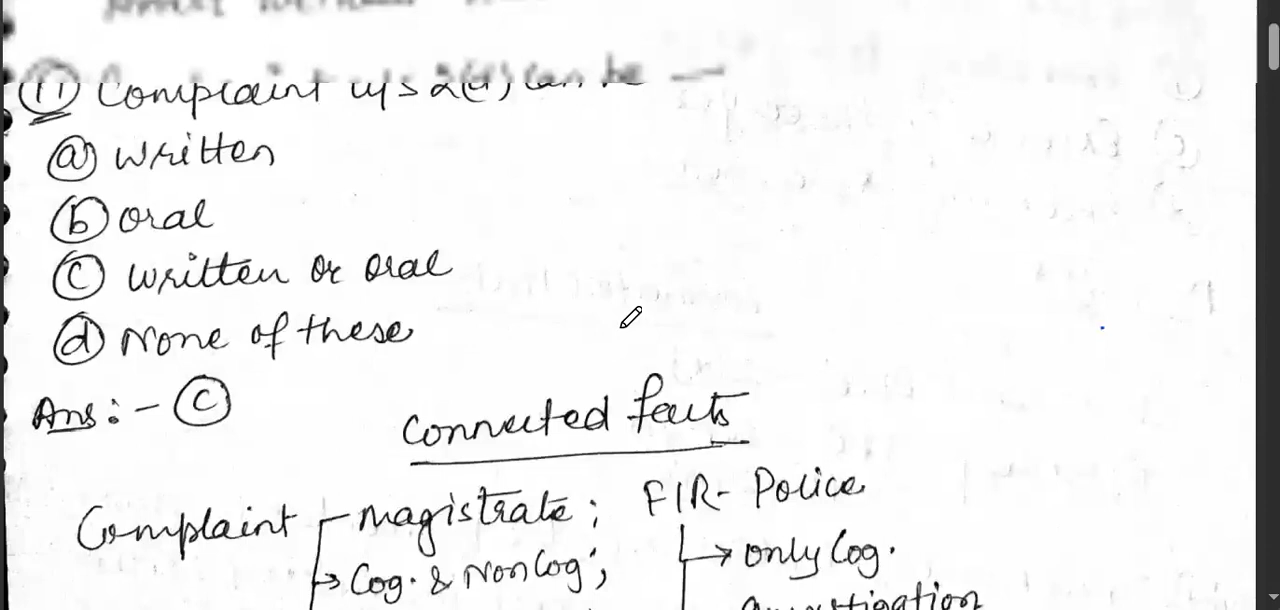 (11) Complaint u/s 2(d) can be —
(a) written
(b) oral
(c) written or oral
(d) None of these
Ans:- (c)
Connected facts
Complaint - magistrate; FIR- Police
→ Cog. & Non Cog; → only Cog.